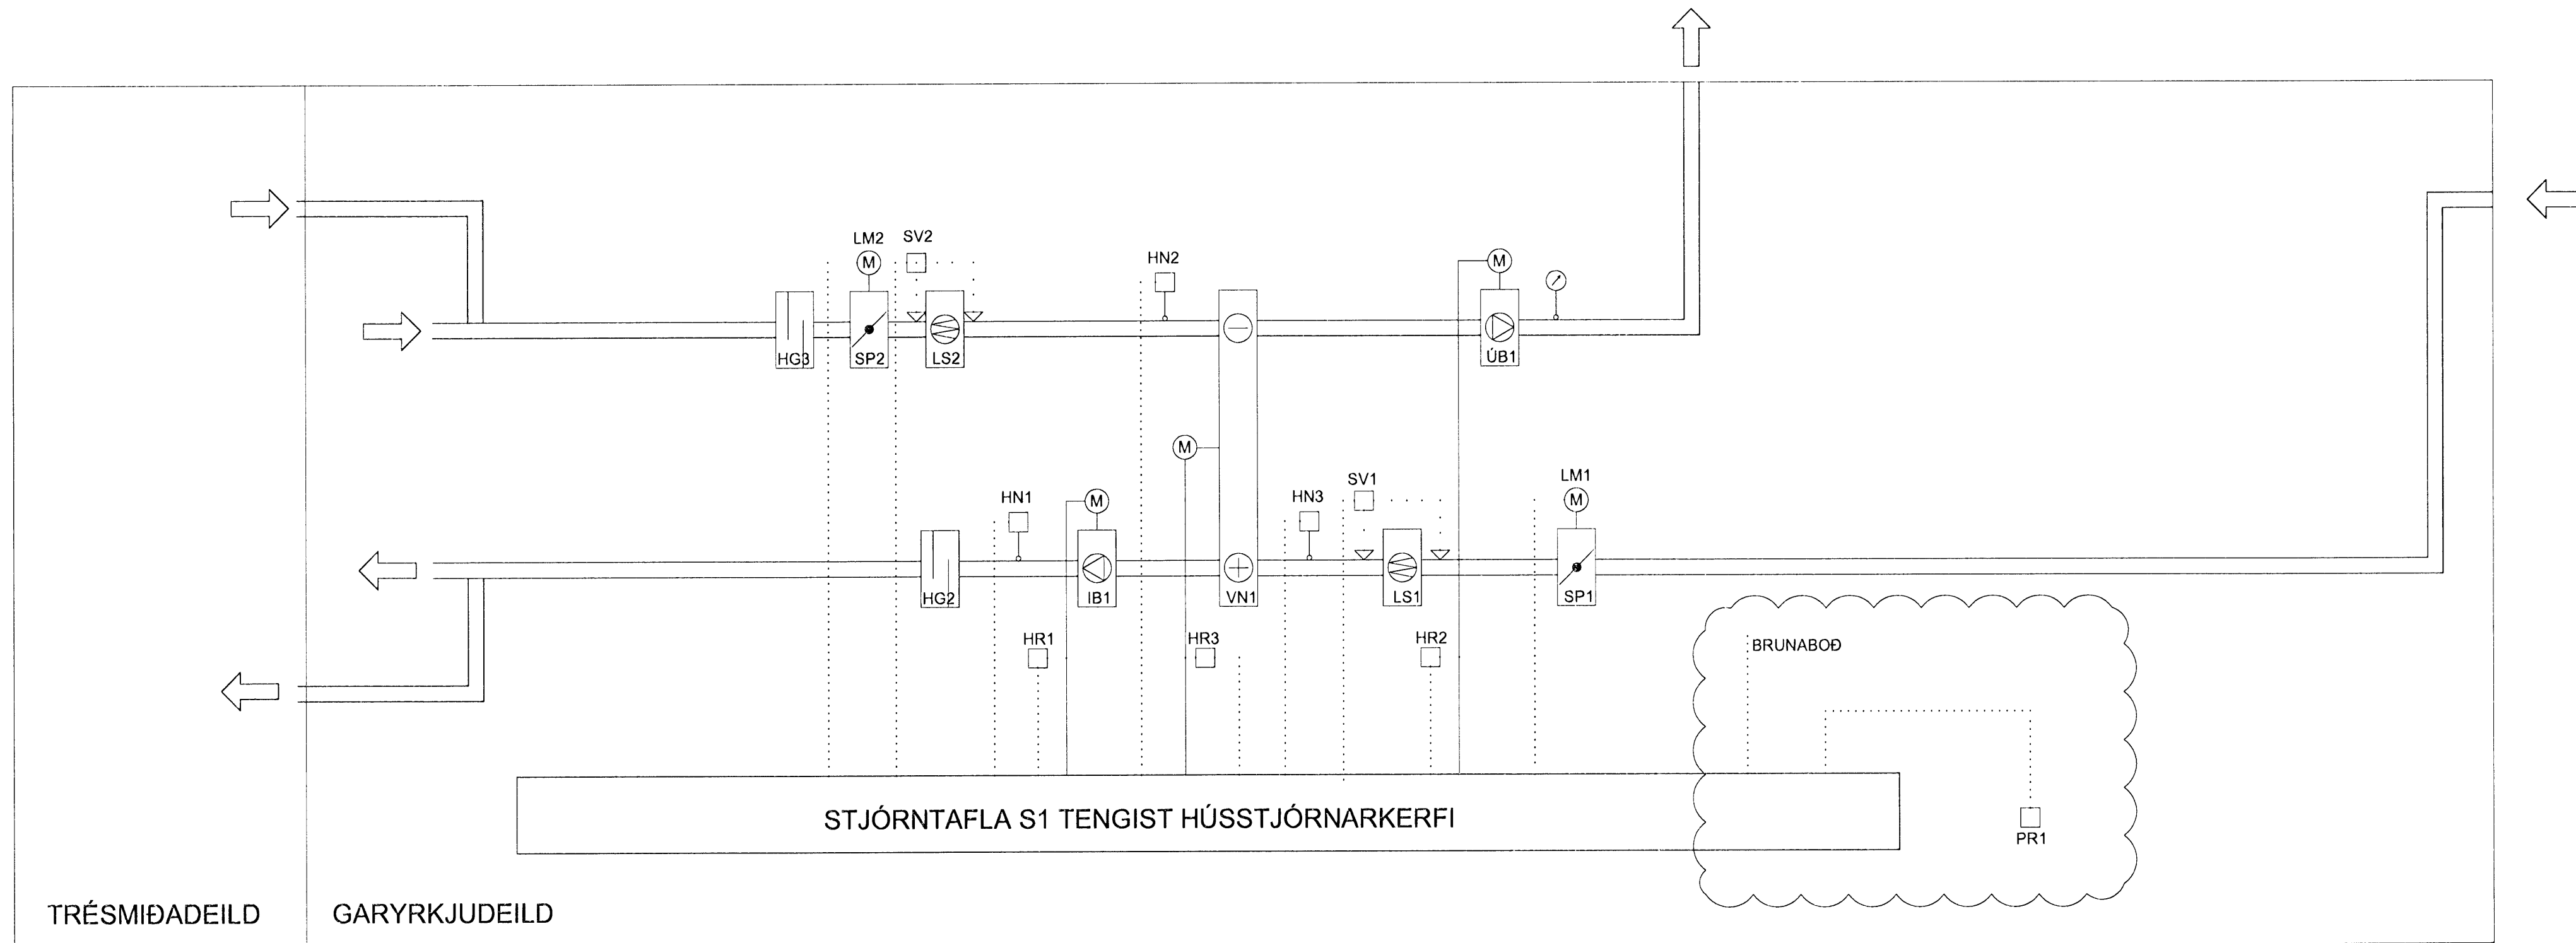 LM2
SV2
M
HN2
M
HG3
SP2
LS2
ÚB1
M
LM1
SV1
HN1
M
HN3
M
HG2
IB1
VN1
LS1
SP1
HR1
HR3
HR2
BRUNABOÐ
STJÓRNTAFLA S1 TENGIST HÚSSTJÓRNARKERFI
PR1
TRÉSMIÐADEILD
GARYRKJUDEILD